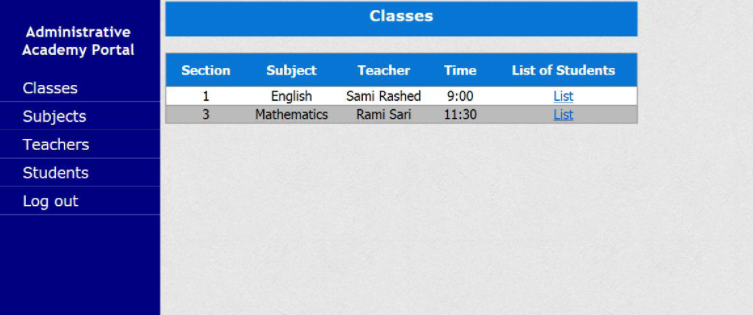 Administrative
Academy Portal
Classes
Subjects
Teachers
Students
Log out
Classes
Section Subject Teacher Time List of Students
1 English Sami Rashed 9:00 List
3 Mathematics Rami Sari 11:30 List